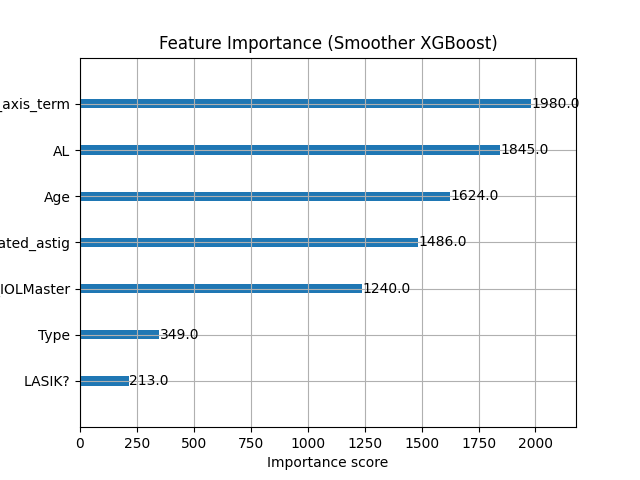 Feature Importance (Smoother XGBoost)
_axis_term 1980.0
AL 1845.0
Age 1624.0
ated_astig 1486.0
IOLMaster 1240.0
Type 349.0
LASIK? 213.0
0 250 500 750 1000 1250 1500 1750 2000
Importance score